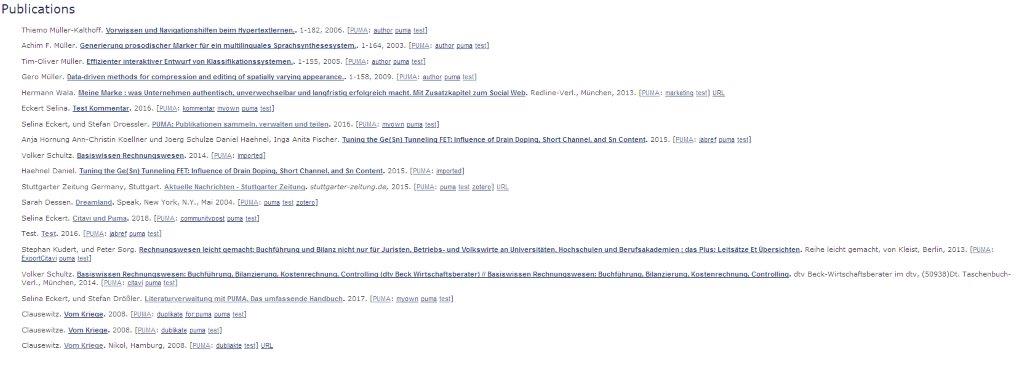 Publications
Thiemo Müller-Kalthoff. Vorwissen und Navigationshilfen beim Hypertextlernen,. 1-182, 2006. [PUMA: author puma test]
Achim F. Müller. Generierung prosodischer Marker für ein multilinguales Sprachsynthesesystem,. 1-164, 2003. [PUMA: author puma test]
Tim-Oliver Müller. Effizienter interaktiver Entwurf von Klassifikationssystemen,. 1-155, 2005. [PUMA: author puma test]
Gero Müller. Data-driven methods for compression and editing of spatially varying appearance,. 1-158, 2009. [PUMA: author puma test]
Hermann Wala. Meine Marke : was Unternehmen authentisch, unverwechselbar und langfristig erfolgreich macht. Mit Zusatzkapitel zum Social Web. Redline-Verl., München, 2013. [PUMA: marketing test] URL
Eckert Selina. Test Kommentar. 2016. [PUMA: kommentar myown puma test]
Selina Eckert, und Stefan Droessler. PUMA: Publikationen sammeln, verwalten und teilen. 2016. [PUMA: myown puma test]
Anja Hornung Ann-Christin Koellner und Joerg Schulze Daniel Haehnel, Inga Anita Fischer. Tuning the Ge(Sn) Tunneling FET: Influence of Drain Doping, Short Channel, and Sn Content. 2015. [PUMA: jabref puma test]
Volker Schultz. Basiswissen Rechnungswesen. 2014. [PUMA: imported]
Haehnel Daniel. Tuning the Ge(Sn) Tunneling FET: Influence of Drain Doping, Short Channel, and Sn Content. 2015. [PUMA: imported]
Stuttgarter Zeitung Germany, Stuttgart. Aktuelle Nachrichten - Stuttgarter Zeitung. stuttgarter-zeitung.de, 2015. [PUMA: puma test zotero] URL
Sarah Dessen. Dreamland. Speak, New York, N.Y., Mai 2004. [PUMA: puma test zotero]
Selina Eckert. Citavi und Puma. 2018. [PUMA: communitypost puma test]
Test. Test. 2016. [PUMA: jabref puma test]
Stephan Kudert, und Peter Sorg. Rechnungswesen leicht gemacht: Buchführung und Bilanz nicht nur für Juristen, Betriebs- und Volkswirte an Universitäten, Hochschulen und Berufsakademien ; das Plus: Leitsätze Et Übersichten. Reihe leicht gemacht, von Kleist, Berlin, 2013. [PUMA:
ExportCitavi puma test]
Volker Schultz. Basiswissen Rechnungswesen: Buchführung, Bilanzierung, Kostenrechnung, Controlling (dtv Beck Wirtschaftsberater) // Basiswissen Rechnungswesen: Buchführung, Bilanzierung, Kostenrechnung, Controlling. dtv Beck-Wirtschaftsberater im dtv, (50938)Dt. Taschenbuch-
Verl., München, 2014. [PUMA: citavi puma test]
Selina Eckert, und Stefan Drößler. Literaturverwaltung mit PUMA. Das umfassende Handbuch. 2017. [PUMA: myown puma test]
Clausewitz. Vom Kriege. 2008. [PUMA: duplikate for:puma puma test]
Clausewitze. Vom Kriege. 2008. [PUMA: dublikate puma test]
Clausewitz. Vom Kriege. Nikol, Hamburg, 2008. [PUMA: dublikate test] URL